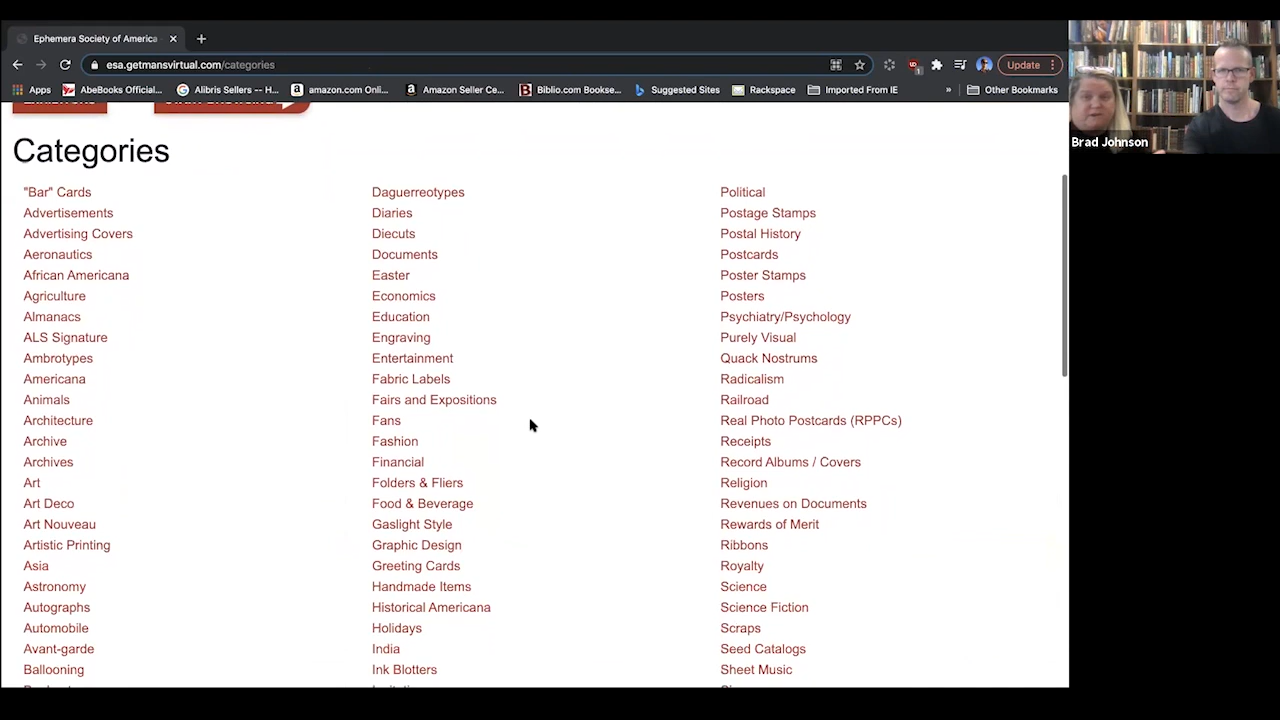 Ephemera Society of America
esa.getmansvirtual.com/categories
Update
Apps
AbeBooks Official...
Alibris Sellers -- H...
amazon.com Onli...
Amazon Seller Ce...
Biblio.com Bookse...
Suggested Sites
Rackspace
Imported From IE
»
Other Bookmarks
Brad Johnson
Categories
"Bar" Cards
Advertisements
Advertising Covers
Aeronautics
African Americana
Agriculture
Almanacs
ALS Signature
Ambrotypes
Americana
Animals
Architecture
Archive
Archives
Art
Art Deco
Art Nouveau
Artistic Printing
Asia
Astronomy
Autographs
Automobile
Avant-garde
Ballooning
Daguerreotypes
Diaries
Diecuts
Documents
Easter
Economics
Education
Engraving
Entertainment
Fabric Labels
Fairs and Expositions
Fans
Fashion
Financial
Folders & Fliers
Food & Beverage
Gaslight Style
Graphic Design
Greeting Cards
Handmade Items
Historical Americana
Holidays
India
Ink Blotters
Political
Postage Stamps
Postal History
Postcards
Poster Stamps
Posters
Psychiatry/Psychology
Purely Visual
Quack Nostrums
Radicalism
Railroad
Real Photo Postcards (RPPCs)
Receipts
Record Albums / Covers
Religion
Revenues on Documents
Rewards of Merit
Ribbons
Royalty
Science
Science Fiction
Scraps
Seed Catalogs
Sheet Music